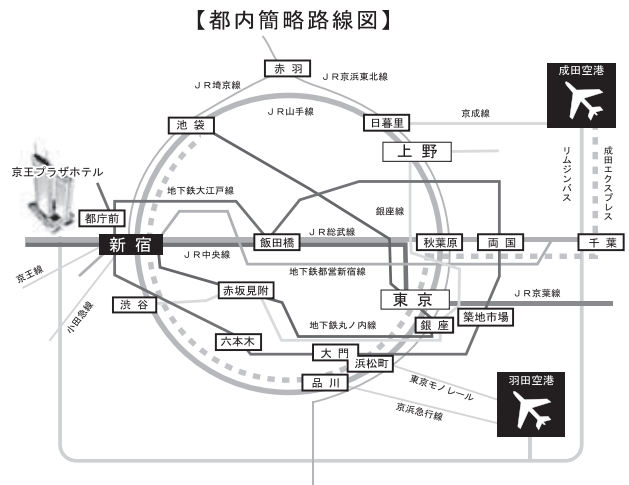 【都内簡略路線図】
赤羽
JR埼京線
JR京浜東北線
成田空港
JR山手線
京成線
池袋
日暮里
上野
リムジンバス
成田エクスプレス
京王プラザホテル
地下鉄大江戸線
銀座線
都庁前
新宿
飯田橋
JR総武線
秋葉原
両国
千葉
JR中央線
地下鉄都営新宿線
京王線
小田急線
赤坂見附
東京
JR京葉線
渋谷
地下鉄丸ノ内線
銀座
築地市場
六本木
大門
浜松町
品川
東京モノレール
京浜急行線
羽田空港